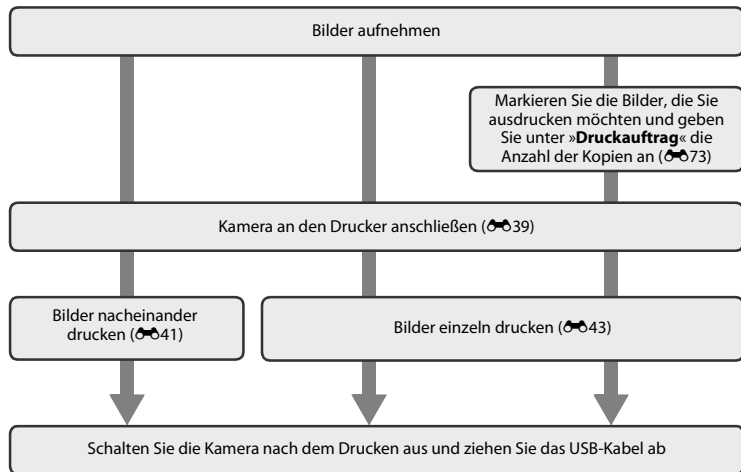 Bilder aufnehmen
Markieren Sie die Bilder, die Sie
ausdrucken möchten und geben
Sie unter »Druckauftrag« die
Anzahl der Kopien an (73)
Kamera an den Drucker anschließen (39)
Bilder nacheinander
drucken (41)
Bilder einzeln drucken (43)
Schalten Sie die Kamera nach dem Drucken aus und ziehen Sie das USB-Kabel ab